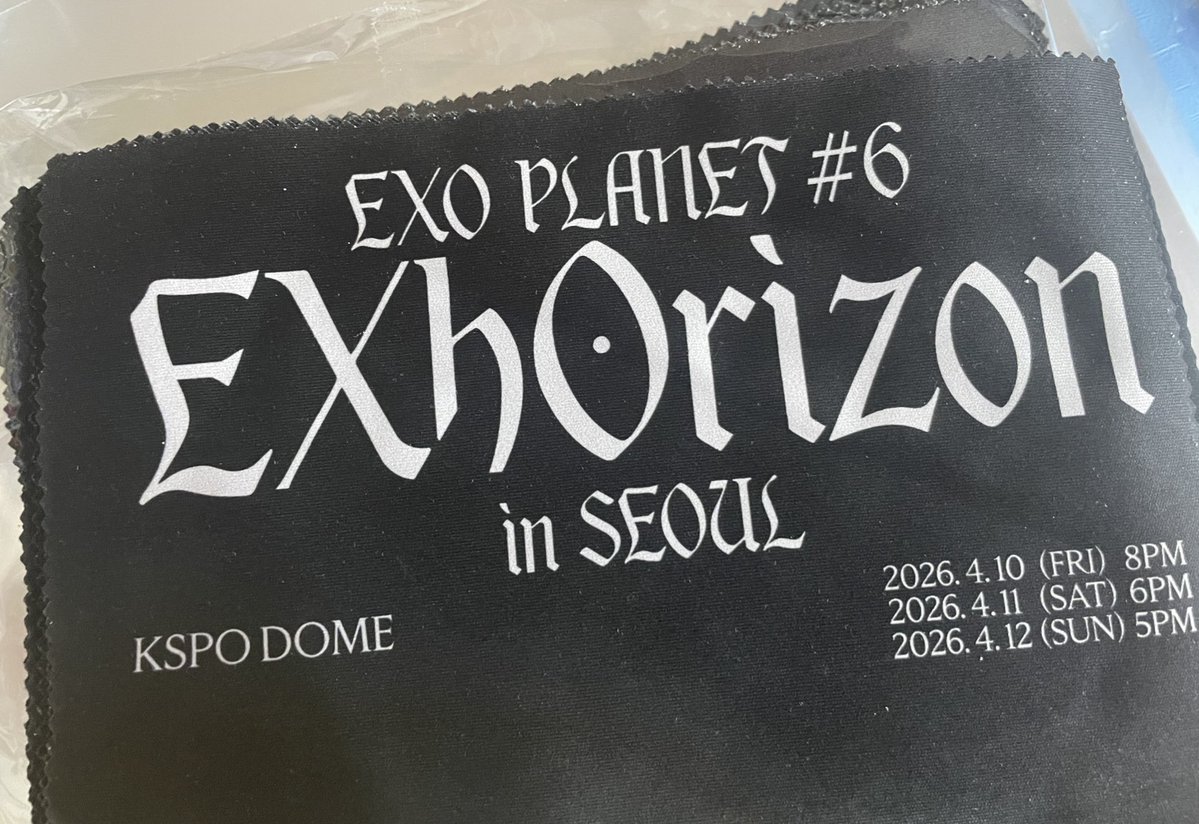 EXO PLANET #6
EXhOrizon
in SEOUL
KSPO DOME
2026. 4. 10 (FRI) 8PM
2026. 4. 11 (SAT) 6PM
2026. 4. 12 (SUN) 5PM